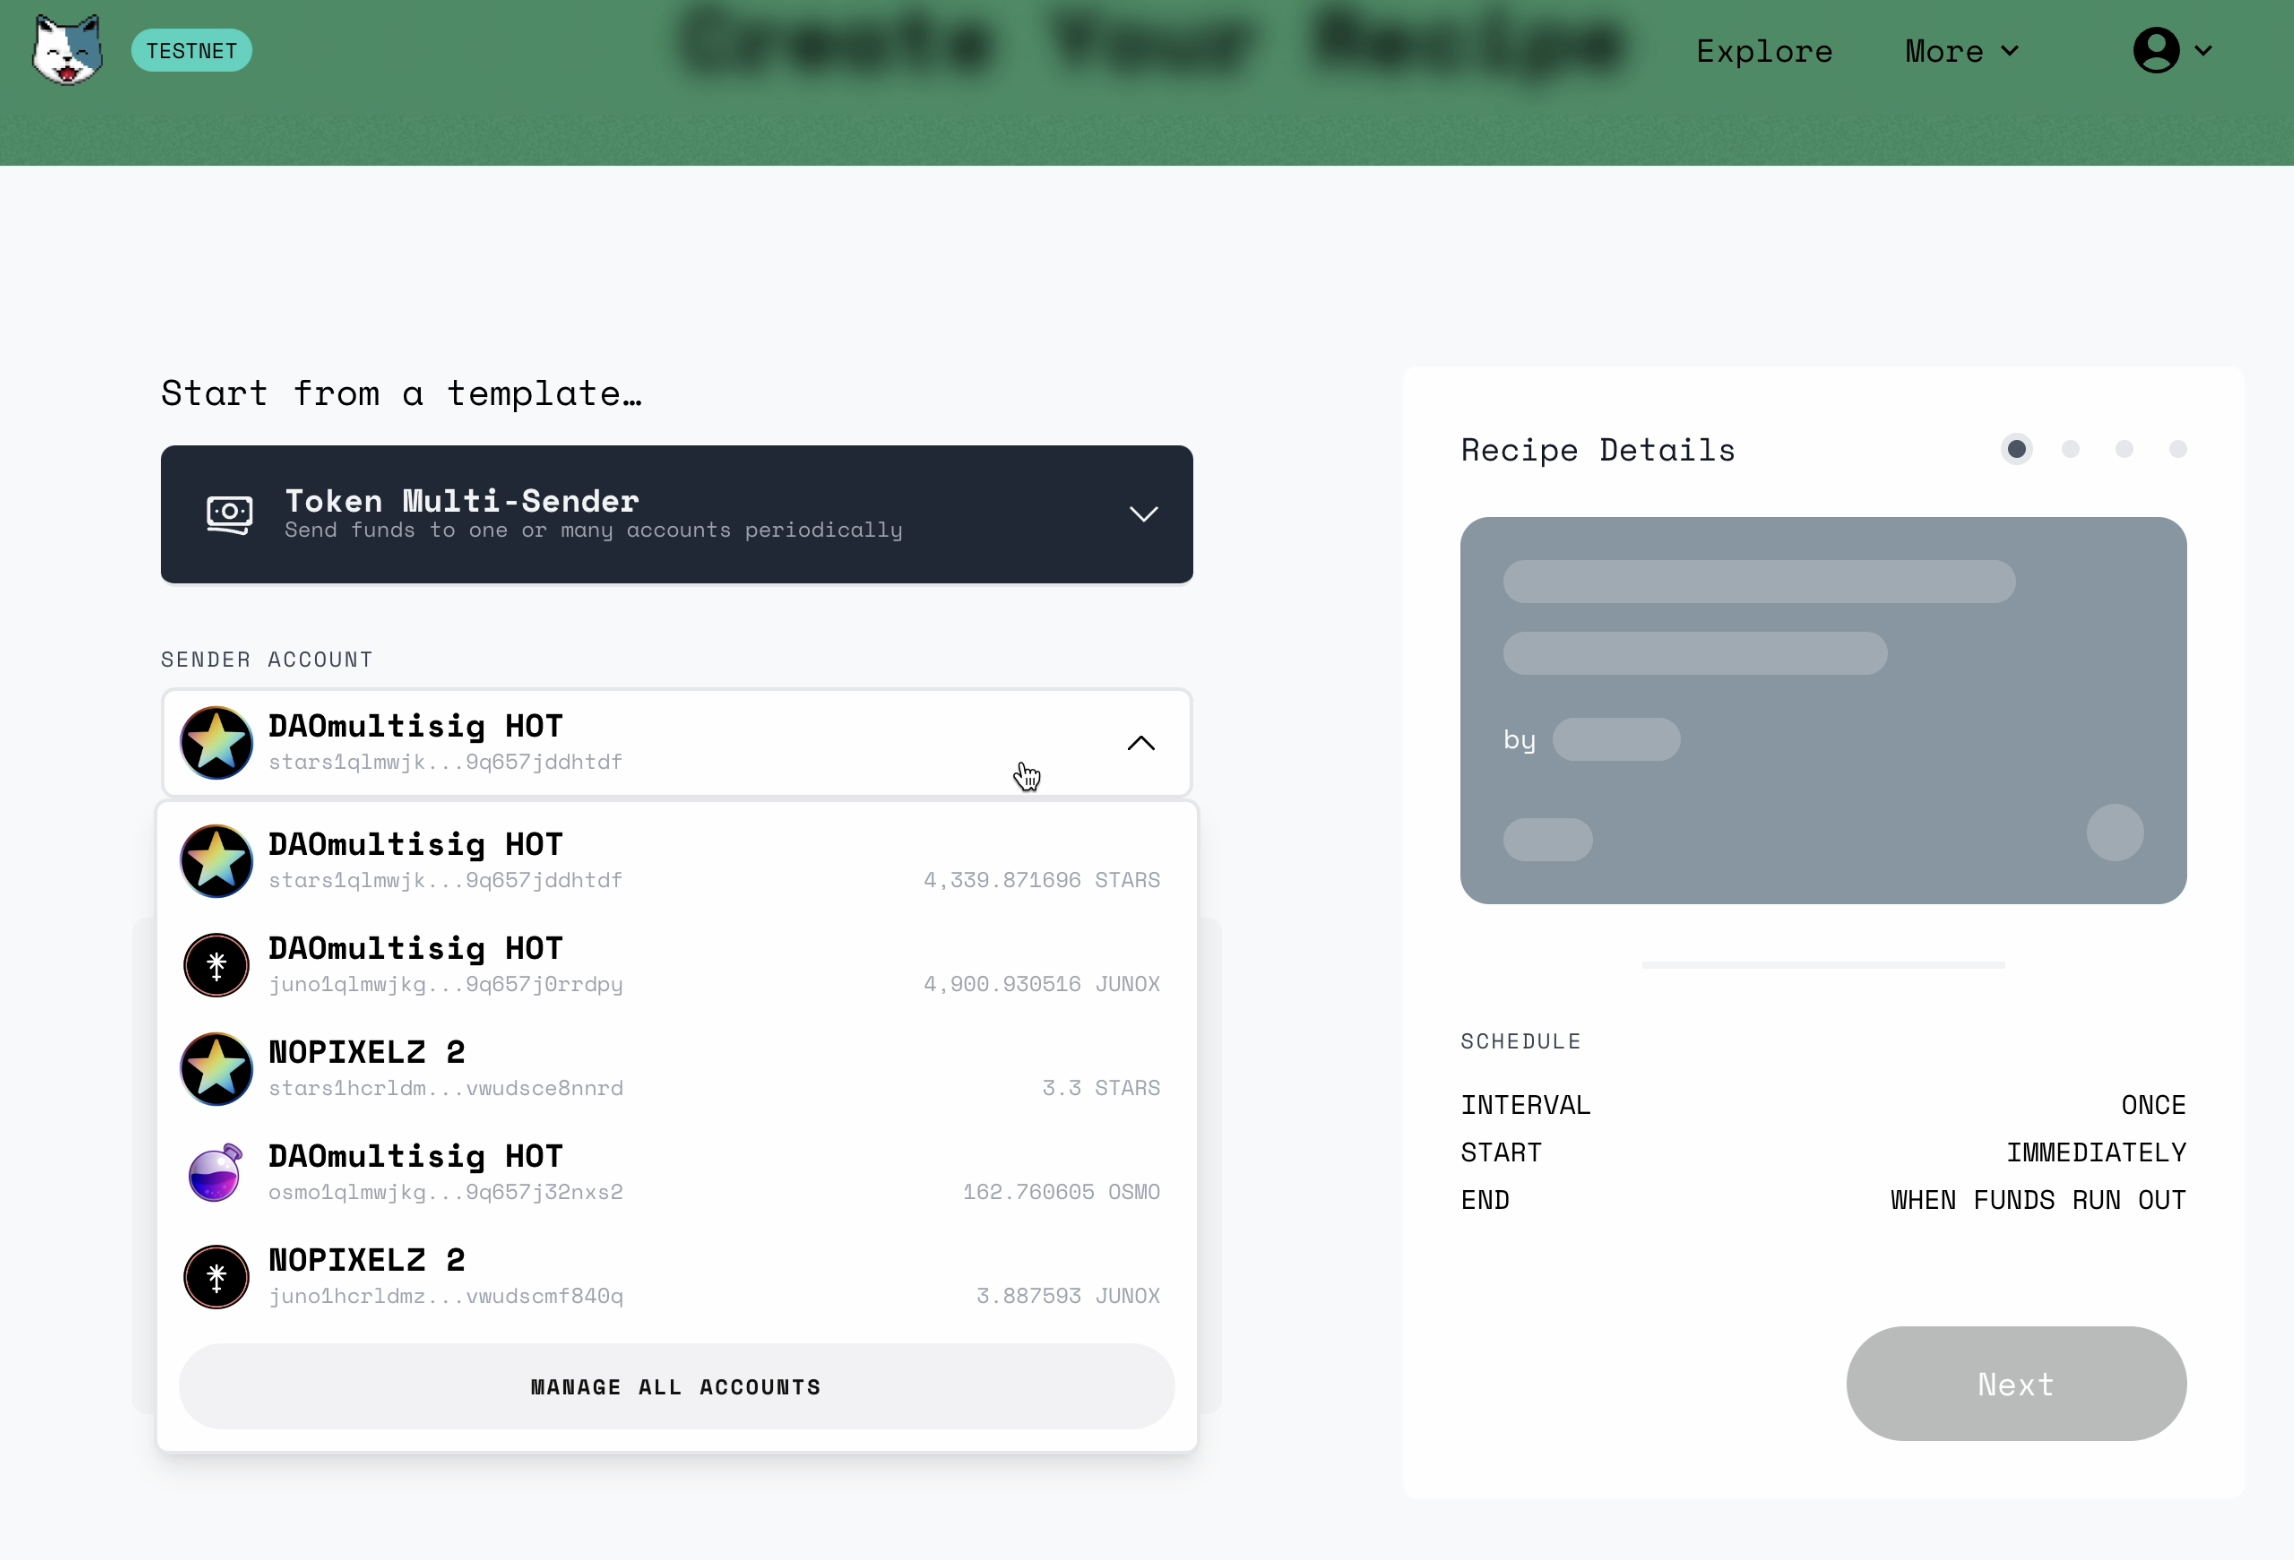 Create Your Recipe
TESTNET
Explore
More
Start from a template…
Token Multi-Sender
Send funds to one or many accounts periodically
SENDER ACCOUNT
DAOmultisig HOT
stars1qlmwjk...9q657jddhtdf
DAOmultisig HOT
stars1qlmwjk...9q657jddhtdf
4,339.871696 STARS
DAOmultisig HOT
juno1qlmwjkg...9q657j0rrdpy
4,900.930516 JUNOX
NOPIXELZ 2
stars1hcrldm...vwudsce8nnrd
3.3 STARS
DAOmultisig HOT
osmo1qlmwjkg...9q657j32nxs2
162.760605 OSMO
NOPIXELZ 2
juno1hcrldmz...vwudscmf840q
3.887593 JUNOX
MANAGE ALL ACCOUNTS
Recipe Details
by
SCHEDULE
INTERVAL ONCE
START IMMEDIATELY
END WHEN FUNDS RUN OUT
Next